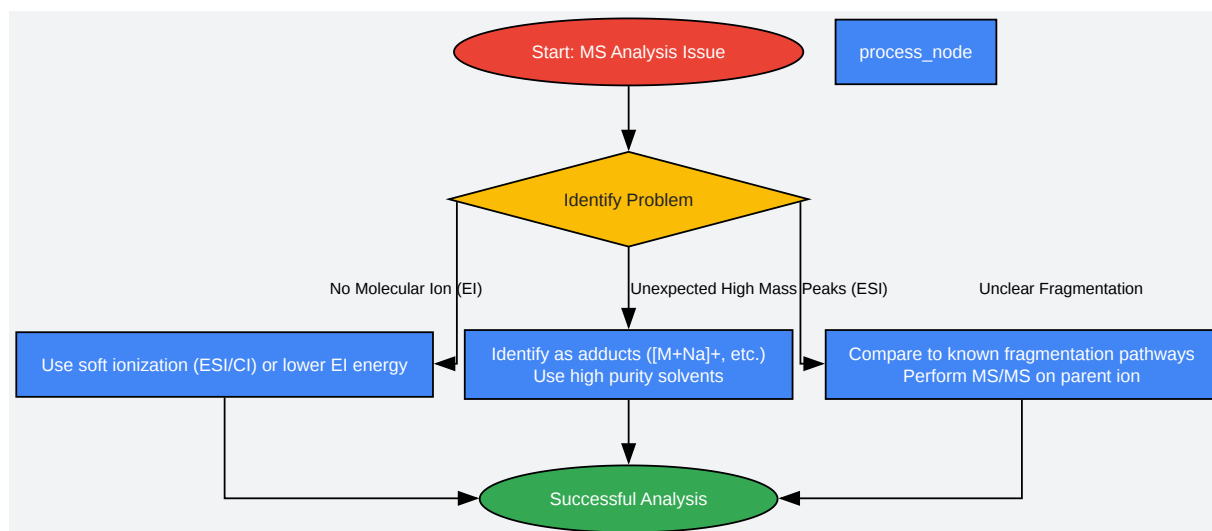 Start: MS Analysis Issue
process_node
Identify Problem
No Molecular Ion (EI)
Unexpected High Mass Peaks (ESI)
Unclear Fragmentation
Use soft ionization (ESI/CI) or lower EI energy
Identify as adducts ([M+Na]+, etc.)
Use high purity solvents
Compare to known fragmentation pathways
Perform MS/MS on parent ion
Successful Analysis